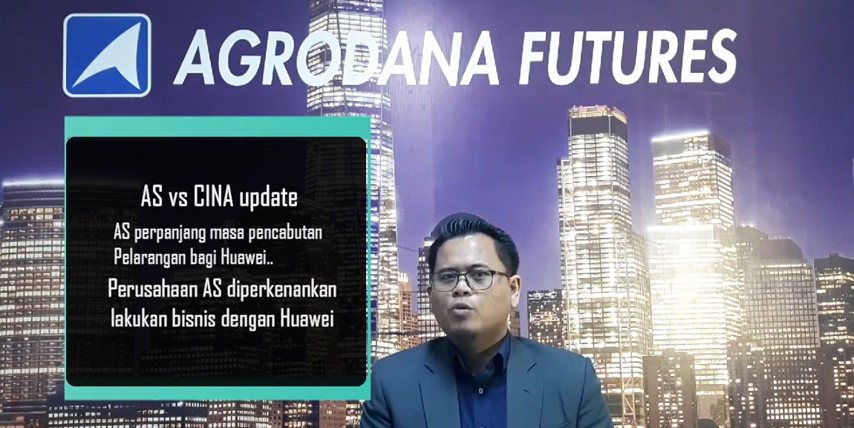 AGRODANA FUTURES
AS vs CINA update
AS perpanjang masa pencabutan
Pelarangan bagi Huawei..
Perusahaan AS diperkenankan
lakukan bisnis dengan Huawei